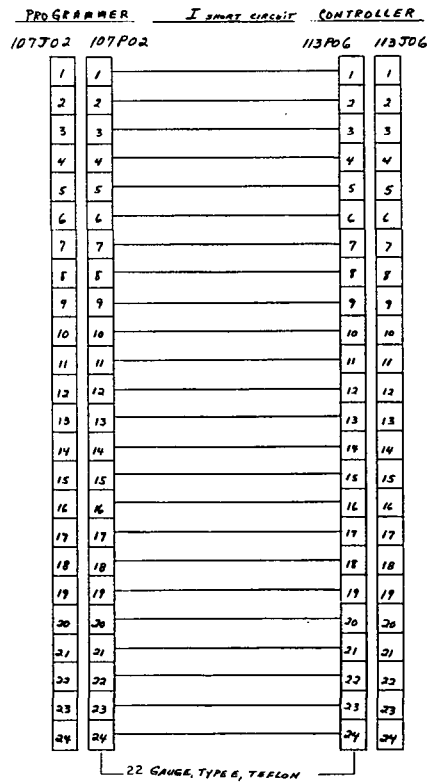 PROGRAMMER I SHORT CIRCUIT CONTROLLER
107J02 107P02 113P06 113J06
1 1 1 1
2 2 2 2
3 3 3 3
4 4 4 4
5 5 5 5
6 6 6 6
7 7 7 7
8 8 8 8
9 9 9 9
10 10 10 10
11 11 11 11
12 12 12 12
13 13 13 13
14 14 14 14
15 15 15 15
16 16 16 16
17 17 17 17
18 18 18 18
19 19 19 19
20 20 20 20
21 21 21 21
22 22 22 22
23 23 23 23
24 24 24 24
22 GAUGE, TYPE E, TEFLON